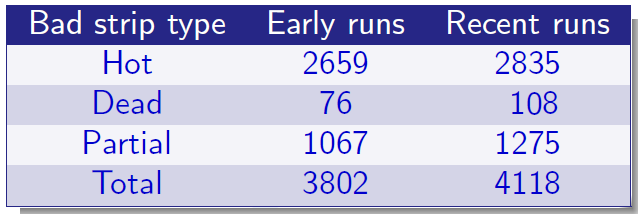 Bad strip type Early runs Recent runs
Hot 2659 2835
Dead 76 108
Partial 1067 1275
Total 3802 4118